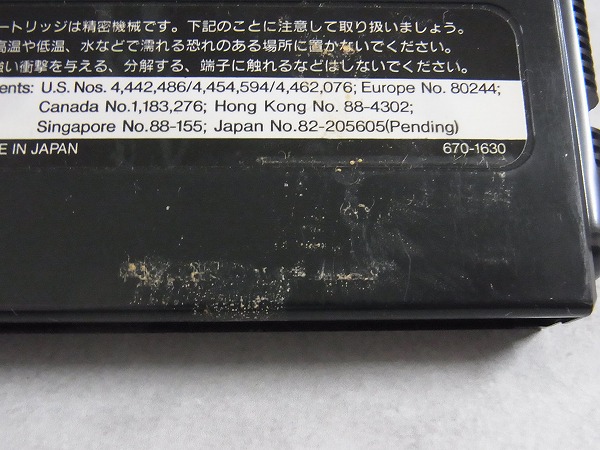 ートリッジは精密機械です。下記のことに注意して取り扱いましょう。
高温や低温、水などで濡れる恐れのある場所に置かないでください。
強い衝撃を与える、分解する、端子に触れるなどはしないでください。
ents: U.S. Nos. 4,442,486/4,454,594/4,462,076; Europe No. 80244;
Canada No.1,183,276; Hong Kong No. 88-4302;
Singapore No.88-155; Japan No.82-205605(Pending)
E IN JAPAN 670-1630